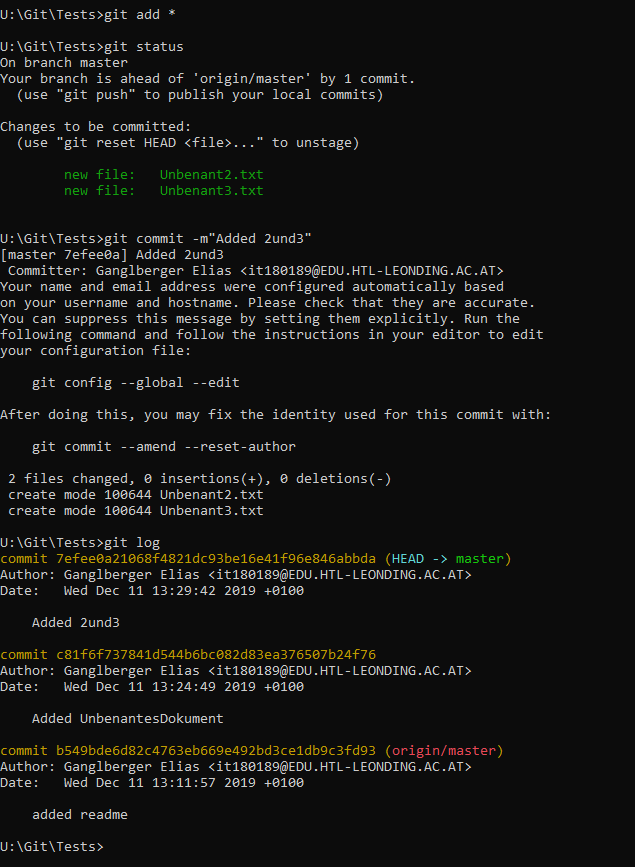 U:\Git\Tests>git add *
U:\Git\Tests>git status
On branch master
Your branch is ahead of 'origin/master' by 1 commit.
  (use "git push" to publish your local commits)
Changes to be committed:
  (use "git reset HEAD <file>..." to unstage)
        new file:   Unbenant2.txt
        new file:   Unbenant3.txt
U:\Git\Tests>git commit -m"Added 2und3"
[master 7efee0a] Added 2und3
 Committer: Ganglberger Elias <it180189@EDU.HTL-LEONDING.AC.AT>
Your name and email address were configured automatically based
on your username and hostname. Please check that they are accurate.
You can suppress this message by setting them explicitly. Run the
following command and follow the instructions in your editor to edit
your configuration file:
    git config --global --edit
After doing this, you may fix the identity used for this commit with:
    git commit --amend --reset-author
 2 files changed, 0 insertions(+), 0 deletions(-)
 create mode 100644 Unbenant2.txt
 create mode 100644 Unbenant3.txt
U:\Git\Tests>git log
commit 7efee0a21068f4821dc93be16e41f96e846abbda (HEAD -> master)
Author: Ganglberger Elias <it180189@EDU.HTL-LEONDING.AC.AT>
Date:   Wed Dec 11 13:29:42 2019 +0100
    Added 2und3
commit c81f6f737841d544b6bc082d83ea376507b24f76
Author: Ganglberger Elias <it180189@EDU.HTL-LEONDING.AC.AT>
Date:   Wed Dec 11 13:24:49 2019 +0100
    Added UnbenantesDokument
commit b549bde6d82c4763eb669e492bd3ce1db9c3fd93 (origin/master)
Author: Ganglberger Elias <it180189@EDU.HTL-LEONDING.AC.AT>
Date:   Wed Dec 11 13:11:57 2019 +0100
    added readme
U:\Git\Tests>